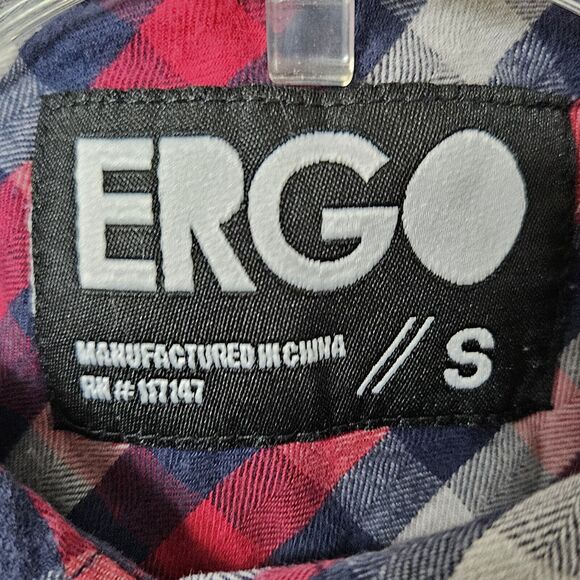 ERGO
MANUFACTURED IN CHINA // S
RN # 117147